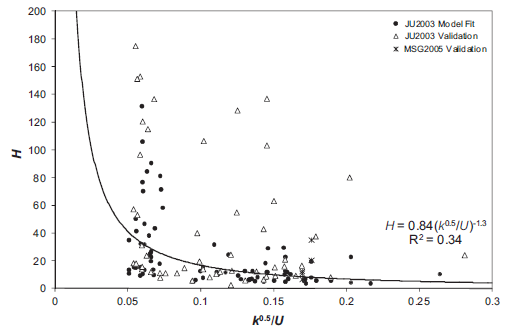 200
180
160
140
120
100
80
60
40
20
0
H
0
0.05
0.1
0.15
0.2
0.25
0.3
k^0.5/U
JU2003 Model Fit
JU2003 Validation
MSG2005 Validation
H = 0.84(k^0.5/U)^-1.3
R² = 0.34